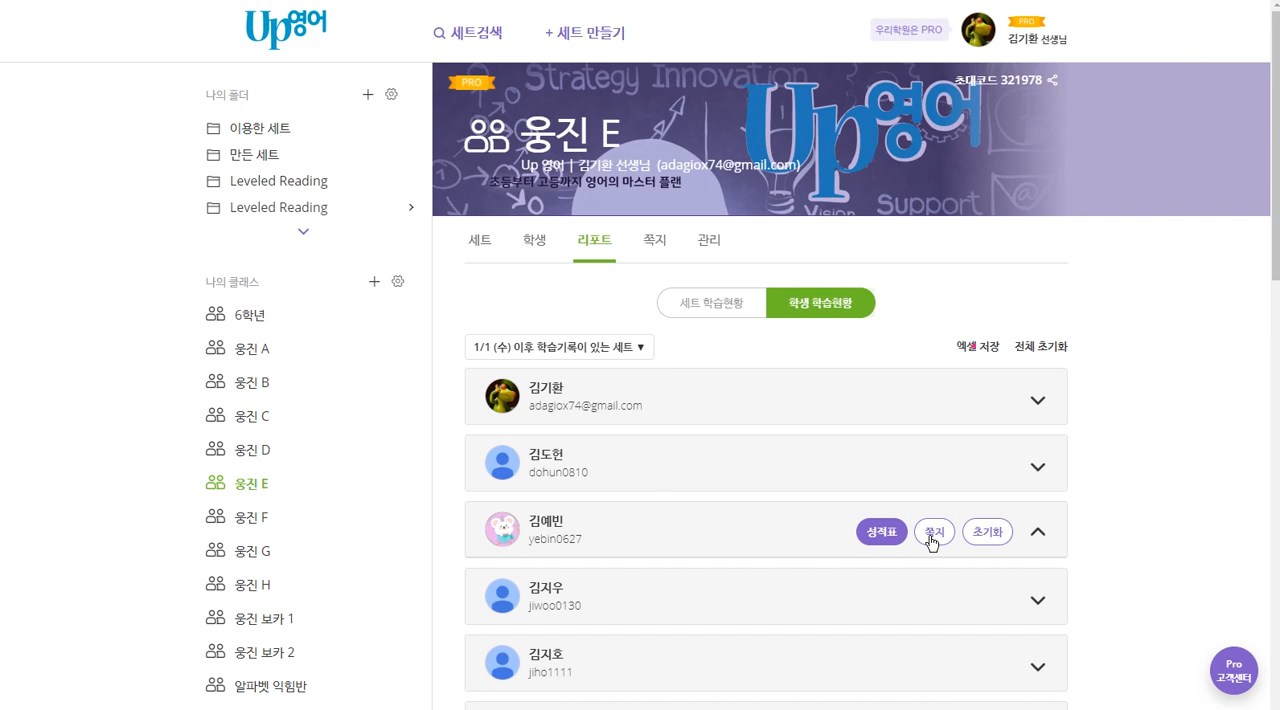 Up영어
세트검색
+ 세트 만들기
우리학원은 PRO
PRO
김기환 선생님
나의 폴더
이용한 세트
만든 세트
Leveled Reading
Leveled Reading
나의 클래스
6학년
웅진 A
웅진 B
웅진 C
웅진 D
웅진 E
웅진 F
웅진 G
웅진 H
웅진 보카 1
웅진 보카 2
알파벳 익힘반
PRO
Strategy Innovation
초대코드 321978
웅진 E
Up영어
Up 영어 | 김기환 선생님 (adagiox74@gmail.com)
초등부터 고등까지 영어의 마스터 플랜
Vision
Support
세트
학생
리포트
쪽지
관리
세트 학습현황
학생 학습현황
1/1 (수) 이후 학습기록이 있는 세트 ▼
엑셀 저장
전체 초기화
김기환
adagiox74@gmail.com
김도현
dohun0810
김예빈
yebin0627
성적표
쪽지
초기화
김지우
jiwoo0130
김지호
jiho1111
Pro
고객센터